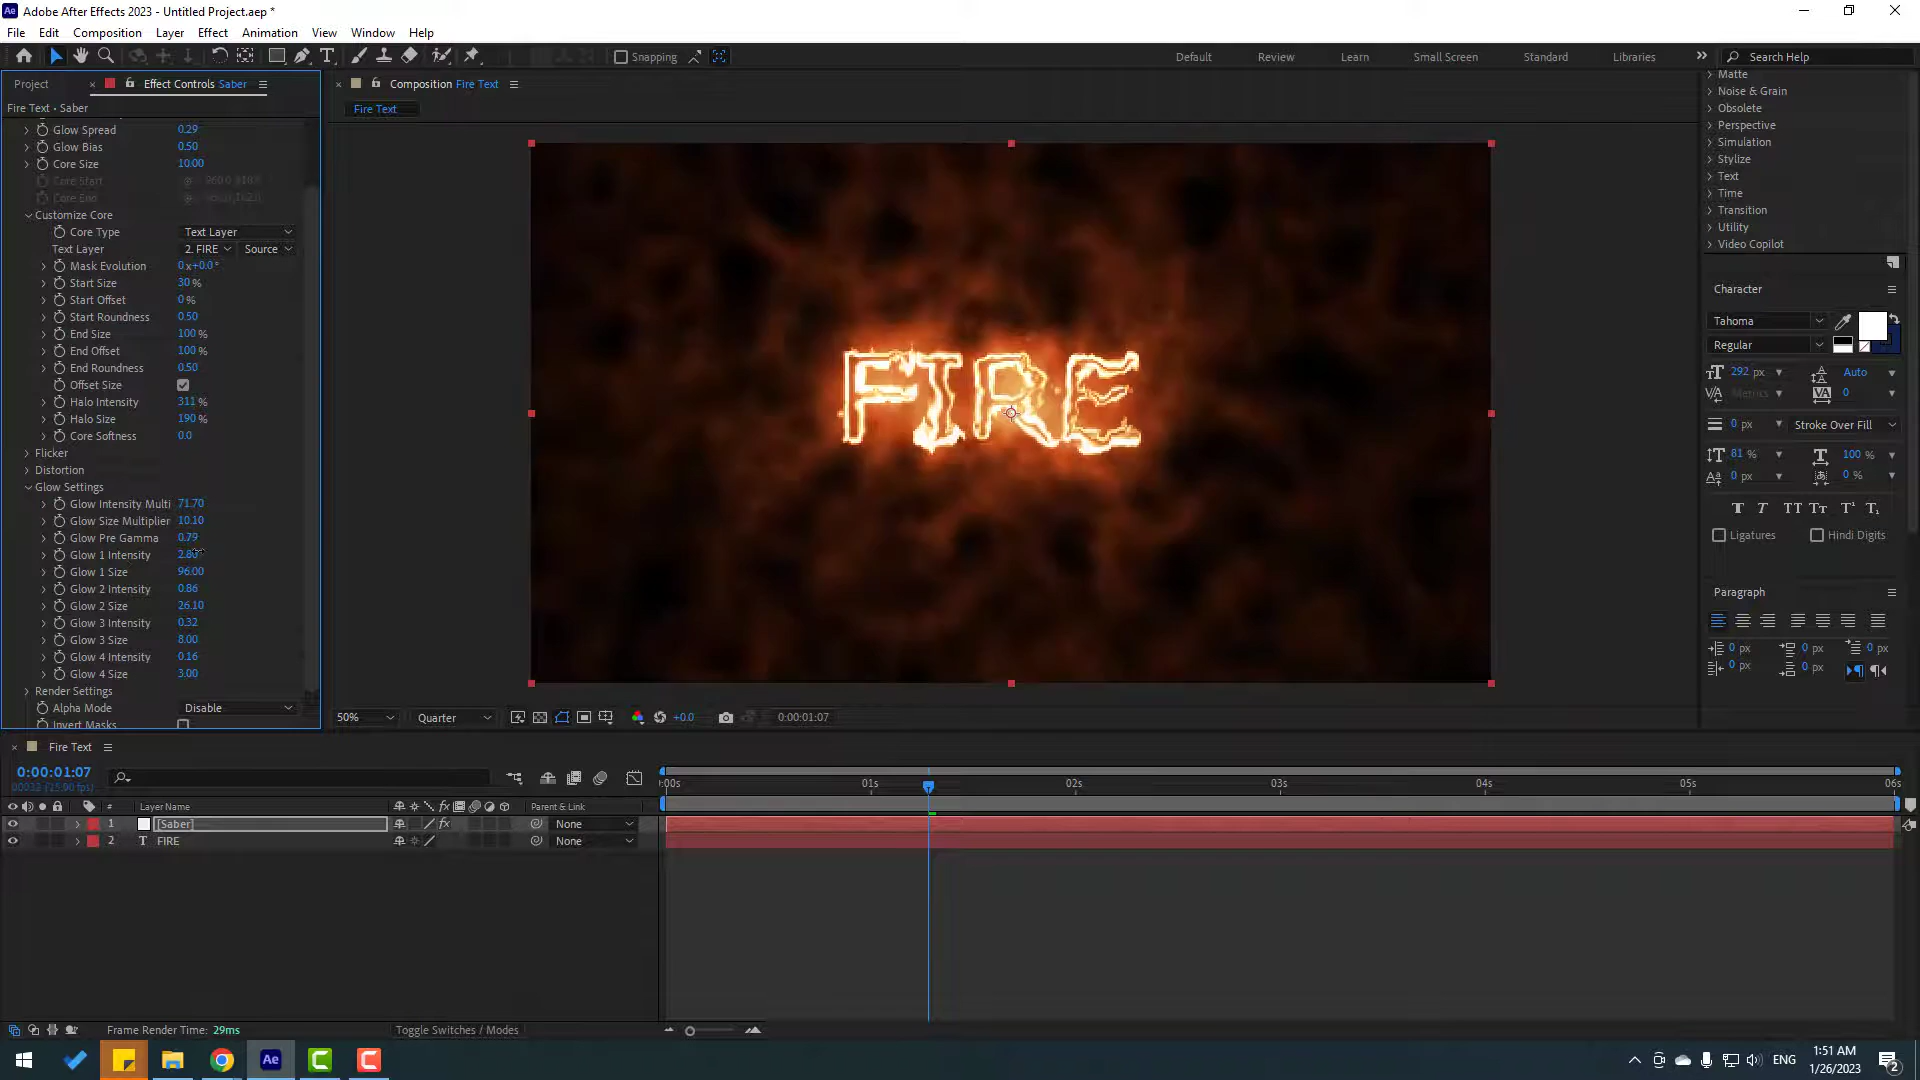 Adobe After Effects 2023 - Untitled Project.aep *
File Edit Composition Layer Effect Animation View Window Help
Snapping
Default Review Learn Small Screen Standard Libraries
Search Help
Project
Effect Controls Saber
Fire Text • Saber
Glow Spread 0.29
Glow Bias 0.50
Core Size 10.00
Core Start
Core End
Customize Core
Core Type Text Layer
Text Layer 2. FIRE Source
Mask Evolution 0x+0.0°
Start Size 30 %
Start Offset 0 %
Start Roundness 0.50
End Size 100 %
End Offset 100 %
End Roundness 0.50
Offset Size
Halo Intensity 311 %
Halo Size 190 %
Core Softness 0.0
Flicker
Distortion
Glow Settings
Glow Intensity Multi 71.70
Glow Size Multiplier 10.10
Glow Pre Gamma 0.79
Glow 1 Intensity 2.80
Glow 1 Size 96.00
Glow 2 Intensity 0.86
Glow 2 Size 26.10
Glow 3 Intensity 0.32
Glow 3 Size 8.00
Glow 4 Intensity 0.16
Glow 4 Size 3.00
Render Settings
Alpha Mode Disable
Invert Masks
Composition Fire Text
Fire Text
FIRE
50% Quarter +0.0 0:00:01:07
Matte
Noise & Grain
Obsolete
Perspective
Simulation
Stylize
Text
Time
Transition
Utility
Video Copilot
Character
Tahoma
Regular
292 px Auto
Metrics 0
0 px Stroke Over Fill
81 % 100 %
0 px 0 %
Ligatures Hindi Digits
Paragraph
0 px 0 px 0 px
0 px 0 px
Fire Text
0:00:01:07
# Layer Name Parent & Link
1 [Saber] None
2 FIRE None
:00s 01s 02s 03s 04s 05s 06s
Frame Render Time: 29ms
Toggle Switches / Modes
ENG
1:51 AM
1/26/2023
2